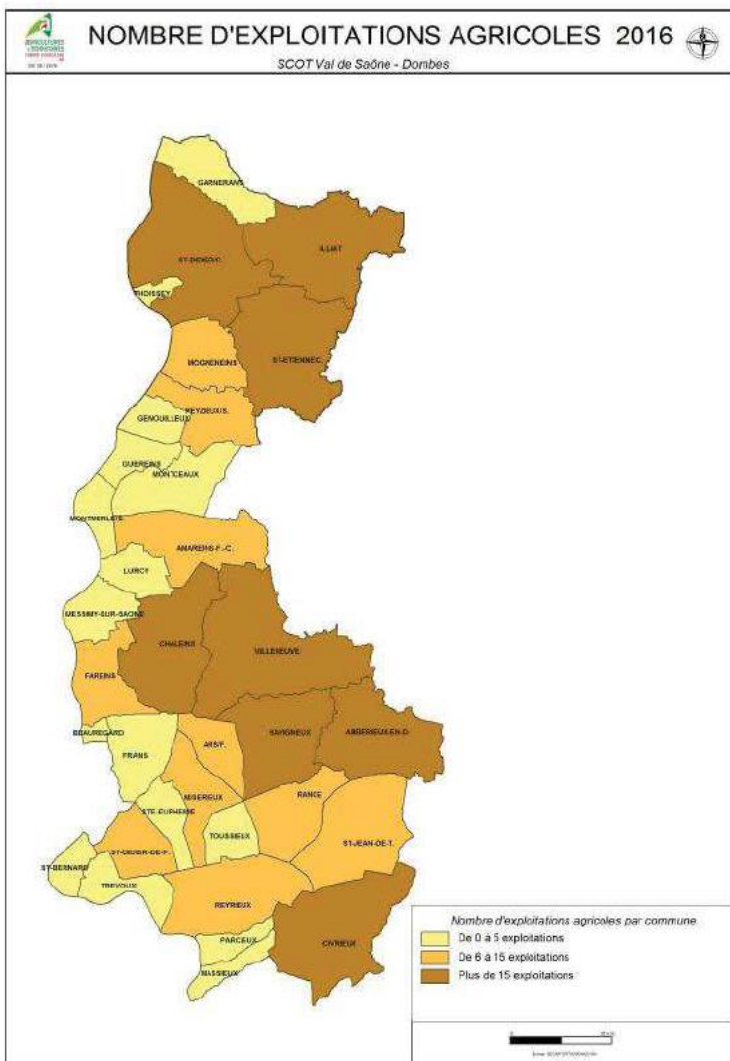 NOMBRE D'EXPLOITATIONS AGRICOLES 2016
SCOT Val de Saône - Dombes
AGRICULTURES
& TERRITOIRES
GARNERANS
ILLIAT
ST-DIDIER/C.
THOISSEY
ST-ETIENNE/C.
MOGNENEINS
PEYZIEUX/S.
GENOUILLEUX
GUEREINS
MONTCEAUX
MONTMERLE/S.
AMAREINS-F.-C.
LURCY
MESSIMY-SUR-SAONE
CHALEINS
VILLENEUVE
FAREINS
BEAUREGARD
FRANS
ARS/F.
SAVIGNEUX
AMBERIEUX-EN-D.
MISERIEUX
RANCE
STE-EUPHEMIE
TOUSSIEUX
ST-JEAN-DE-T.
ST-DIDIER-DE-F.
ST-BERNARD
TREVOUX
REYRIEUX
PARCIEUX
CIVRIEUX
MASSIEUX
Nombre d'exploitations agricoles par commune
De 0 à 5 exploitations
De 6 à 15 exploitations
Plus de 15 exploitations